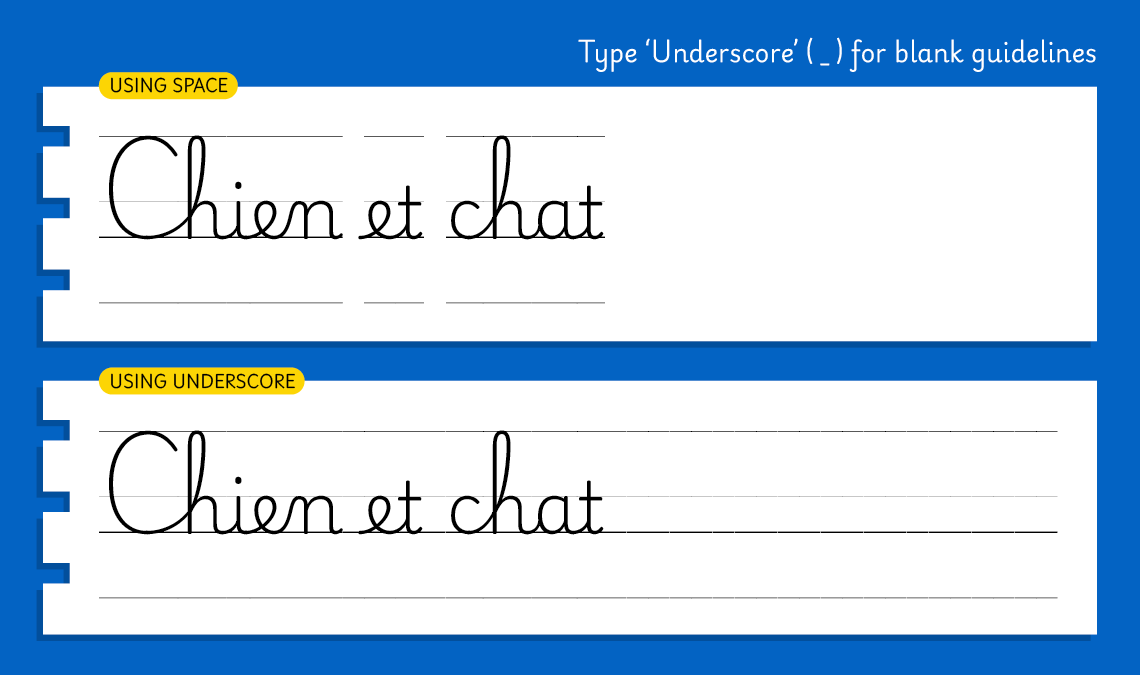 Type ‘Underscore’ ( _ ) for blank guidelines
USING SPACE
Chien et chat
USING UNDERSCORE
Chien et chat